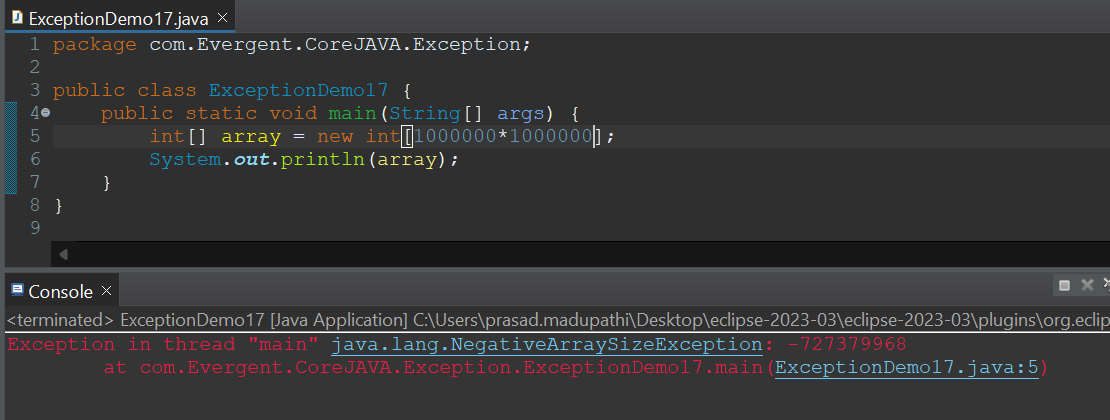 ExceptionDemo17.java
1 package com.Evergent.CoreJAVA.Exception;
2
3 public class ExceptionDemo17 {
4 public static void main(String[] args) {
5 int[] array = new int[1000000*1000000];
6 System.out.println(array);
7 }
8 }
9
Console
<terminated> ExceptionDemo17 [Java Application] C:\Users\prasad.madupathi\Desktop\eclipse-2023-03\eclipse-2023-03\plugins\org.eclip
Exception in thread "main" java.lang.NegativeArraySizeException: -727379968
at com.Evergent.CoreJAVA.Exception.ExceptionDemo17.main(ExceptionDemo17.java:5)